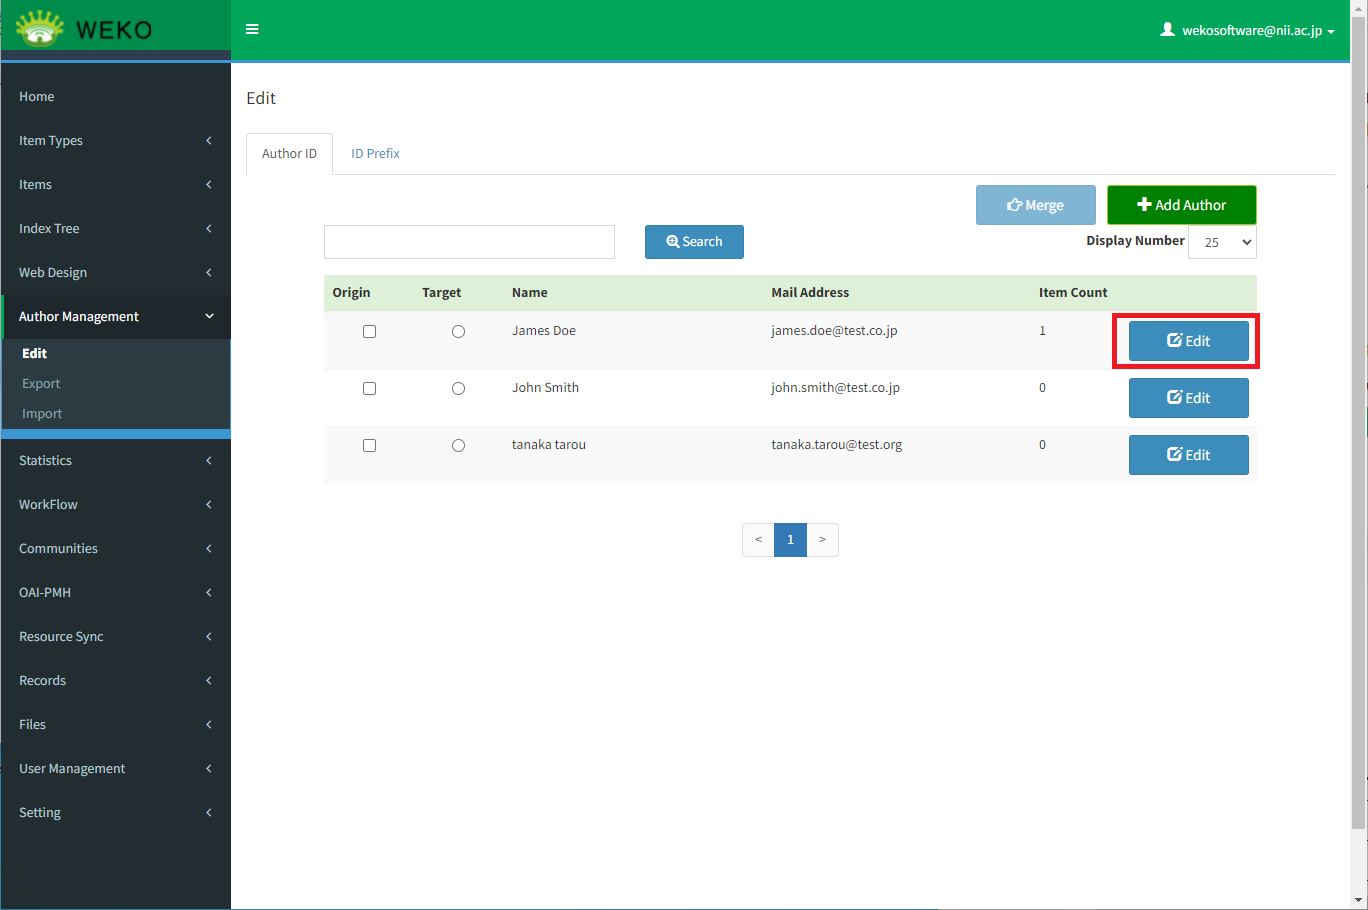 WEKO
wekosoftware@nii.ac.jp
Home
Item Types
Items
Index Tree
Web Design
Author Management
Edit
Export
Import
Statistics
WorkFlow
Communities
OAI-PMH
Resource Sync
Records
Files
User Management
Setting
Edit
Author ID ID Prefix
Merge Add Author
Search Display Number 25
Origin Target Name Mail Address Item Count
James Doe james.doe@test.co.jp 1 Edit
John Smith john.smith@test.co.jp 0 Edit
tanaka tarou tanaka.tarou@test.org 0 Edit
< 1 >